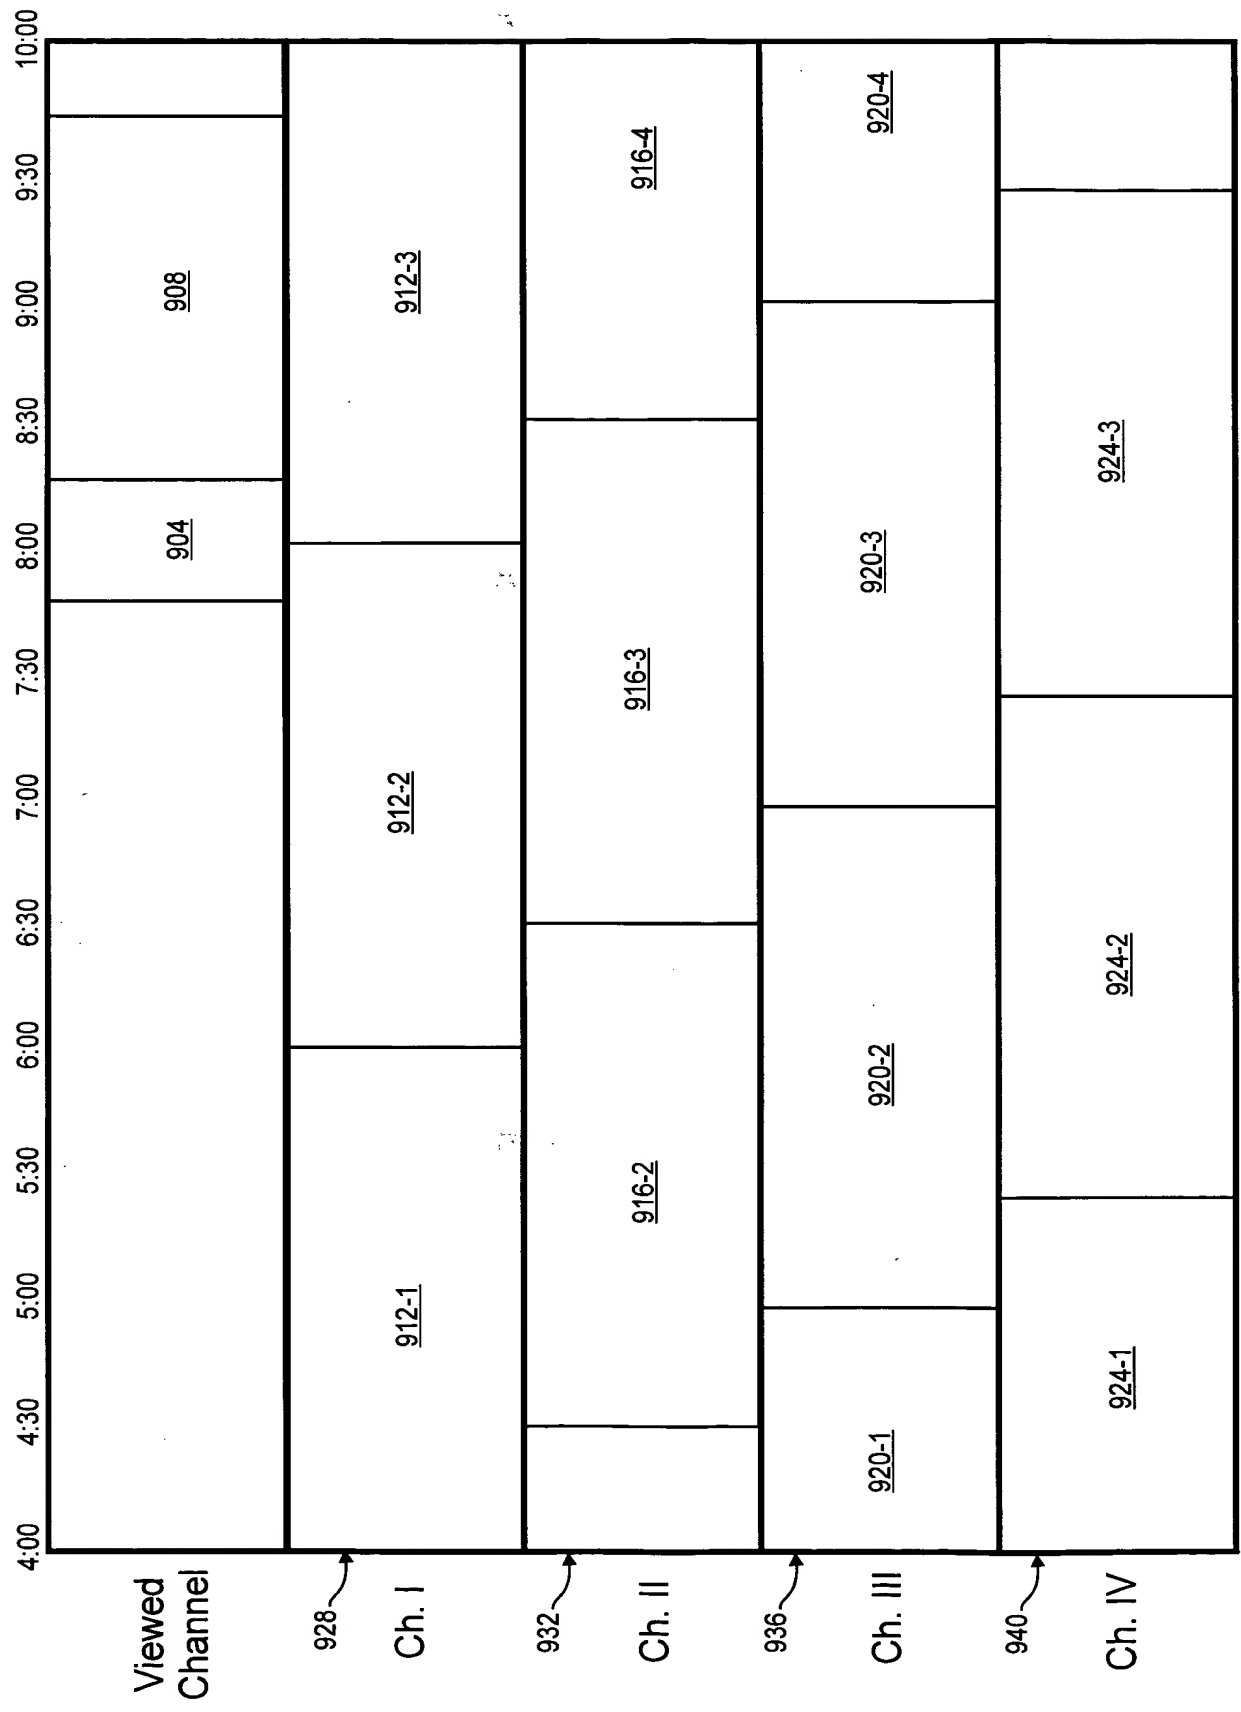 4:00 4:30 5:00 5:30 6:00 6:30 7:00 7:30 8:00 8:30 9:00 9:30 10:00
Viewed
Channel
904 908
928
Ch. I
912-1 912-2 912-3
932
Ch. II
916-2 916-3 916-4
936
Ch. III
920-1 920-2 920-3 920-4
940
Ch. IV
924-1 924-2 924-3